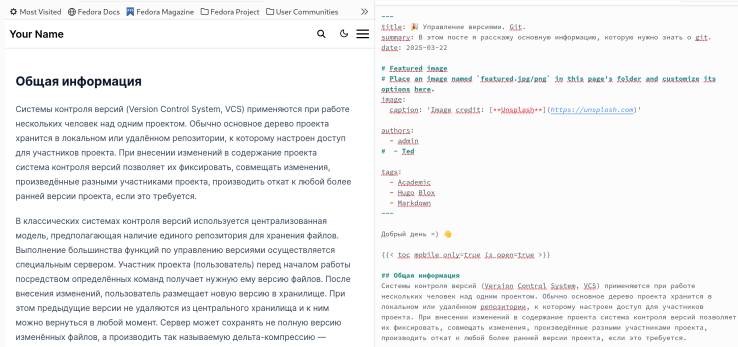 Most Visited Fedora Docs Fedora Magazine Fedora Project User Communities
Your Name
Общая информация
Системы контроля версий (Version Control System, VCS) применяются при работе
нескольких человек над одним проектом. Обычно основное дерево проекта
хранится в локальном или удалённом репозитории, к которому настроен доступ
для участников проекта. При внесении изменений в содержание проекта
система контроля версий позволяет их фиксировать, совмещать изменения,
произведённые разными участниками проекта, производить откат к любой более
ранней версии проекта, если это требуется.
В классических системах контроля версий используется централизованная
модель, предполагающая наличие единого репозитория для хранения файлов.
Выполнение большинства функций по управлению версиями осуществляется
специальным сервером. Участник проекта (пользователь) перед началом работы
посредством определённых команд получает нужную ему версию файлов. После
внесения изменений, пользователь размещает новую версию в хранилище. При
этом предыдущие версии не удаляются из центрального хранилища и к ним
можно вернуться в любой момент. Сервер может сохранять не полную версию
изменённых файлов, а производить так называемую дельта-компрессию —
---
title: 🎉 Управление версиями. Git.
summary: В этом посте я расскажу основную информацию, которую нужно знать о git.
date: 2025-03-22
# Featured image
# Place an image named `featured.jpg/png` in this page's folder and customize its
options here.
image:
caption: 'Image credit: [**Unsplash**](https://unsplash.com)'
authors:
- admin
# - Ted
tags:
- Academic
- Hugo Blox
- Markdown
---
Добрый день =) 👋
{{< toc mobile_only=true is_open=true >}}
## Общая информация
Системы контроля версий (Version Control System, VCS) применяются при работе
нескольких человек над одним проектом. Обычно основное дерево проекта хранится в
локальном или удалённом репозитории, к которому настроен доступ для участников
проекта. При внесении изменений в содержание проекта система контроля версий позволяет
их фиксировать, совмещать изменения, произведённые разными участниками проекта,
производить откат к любой более ранней версии проекта, если это требуется.